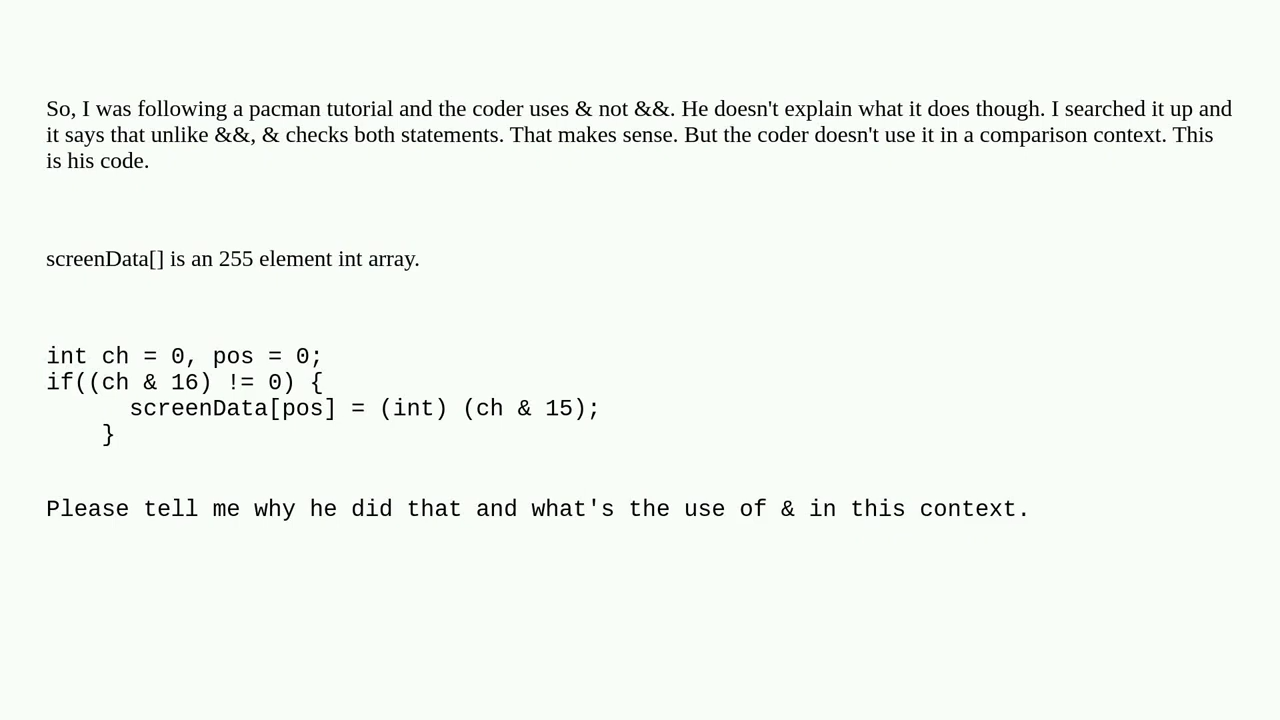 So, I was following a pacman tutorial and the coder uses & not &&. He doesn't explain what it does though. I searched it up and
it says that unlike &&, & checks both statements. That makes sense. But the coder doesn't use it in a comparison context. This
is his code.
screenData[] is an 255 element int array.
int ch = 0, pos = 0;
if((ch & 16) != 0) {
      screenData[pos] = (int) (ch & 15);
    }
Please tell me why he did that and what's the use of & in this context.